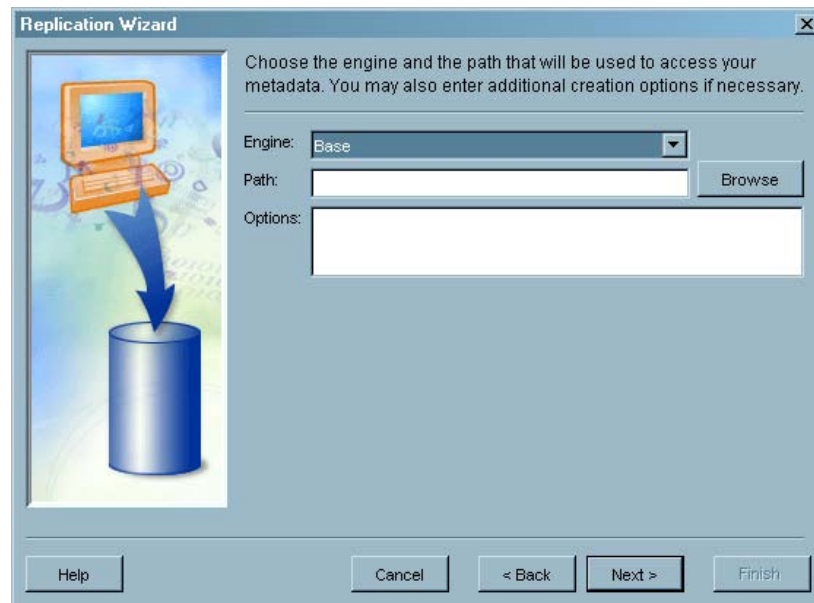 Replication Wizard
Choose the engine and the path that will be used to access your
metadata. You may also enter additional creation options if necessary.
Engine:
Base
Path:
Browse
Options:
Help
Cancel
< Back
Next >
Finish